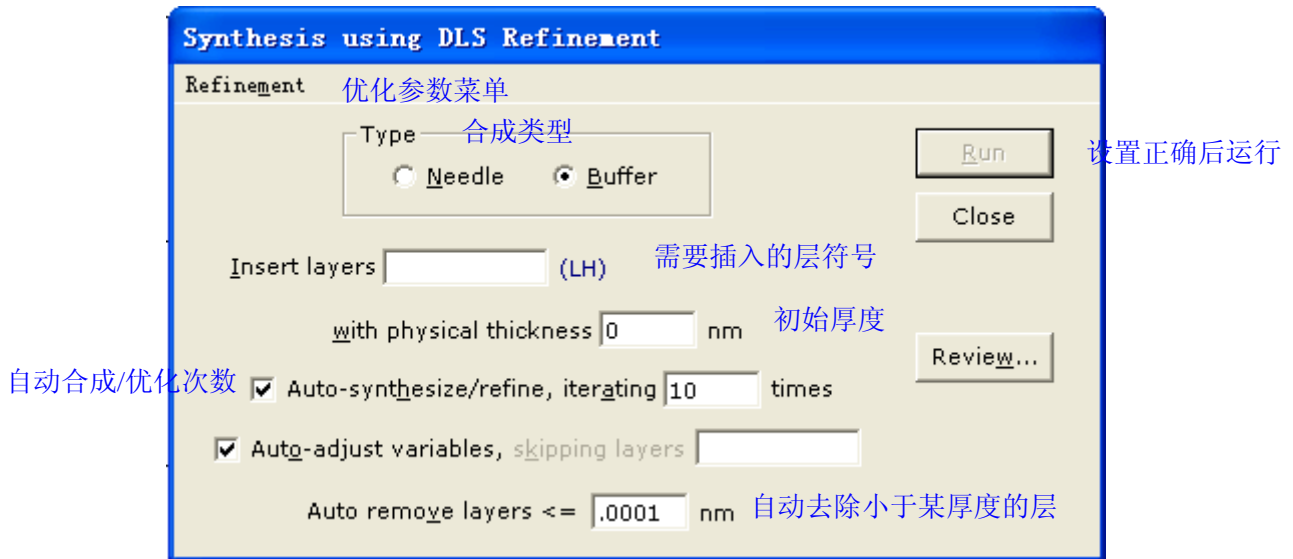 Synthesis using DLS Refinement
Refinement 优化参数菜单
Type 合成类型
Needle Buffer
Run 设置正确后运行
Close
Insert layers (LH) 需要插入的层符号
with physical thickness 0 nm 初始厚度
Review...
自动合成/优化次数 Auto-synthesize/refine, iterating 10 times
Auto-adjust variables, skipping layers
Auto remove layers <= .0001 nm 自动去除小于某厚度的层